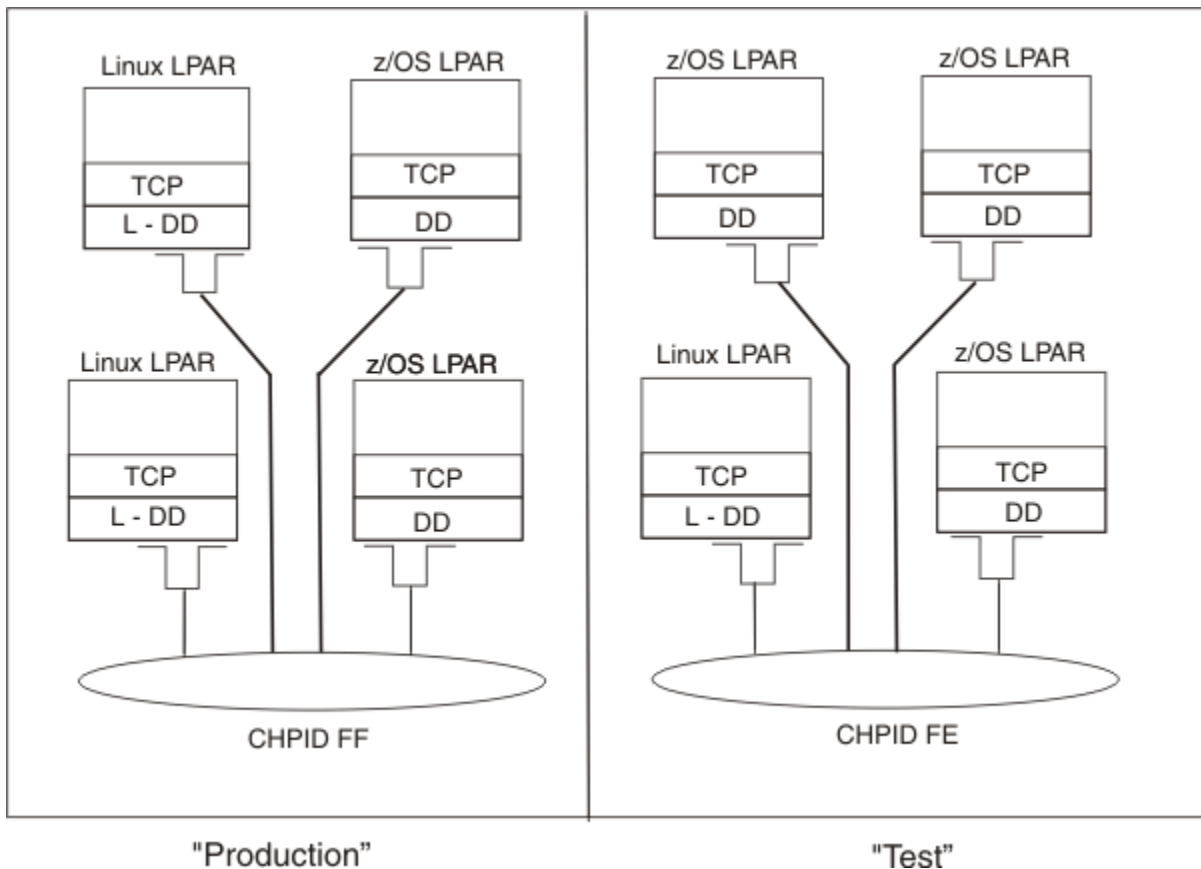 Linux LPAR
TCP
L - DD
z/OS LPAR
TCP
DD
Linux LPAR
TCP
L - DD
z/OS LPAR
TCP
DD
CHPID FF
"Production”
z/OS LPAR
TCP
DD
z/OS LPAR
TCP
DD
Linux LPAR
TCP
L - DD
z/OS LPAR
TCP
DD
CHPID FE
"Test”